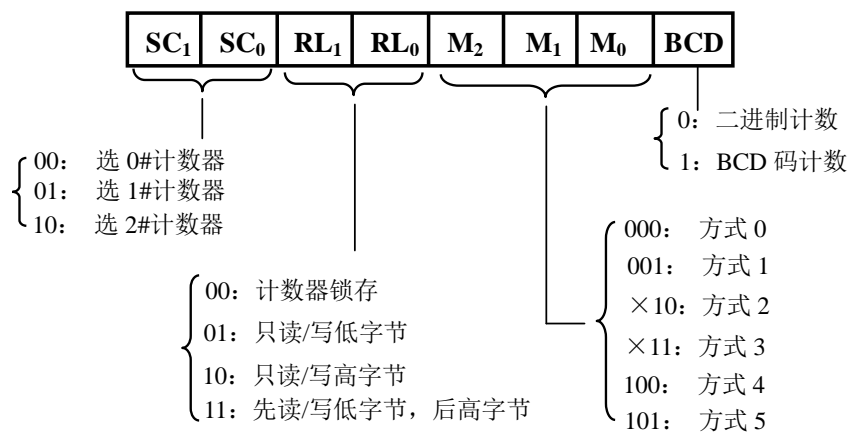 SC₁ SC₀ RL₁ RL₀ M₂ M₁ M₀ BCD
0：二进制计数
1：BCD 码计数
00： 选 0#计数器
01： 选 1#计数器
10： 选 2#计数器
00：计数器锁存
01：只读/写低字节
10：只读/写高字节
11：先读/写低字节，后高字节
000： 方式 0
001： 方式 1
×10：方式 2
×11：方式 3
100： 方式 4
101： 方式 5